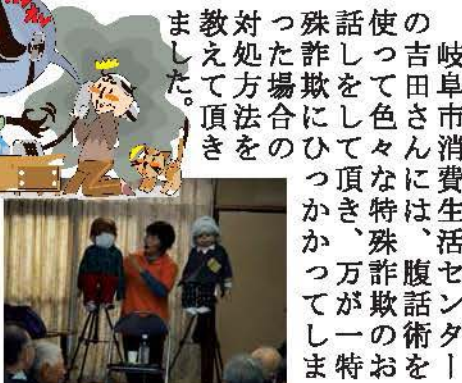 岐阜市消費生活センター
の吉田さんには、腹話術を
使って色々な特殊詐欺のお
話しをして頂き、万が一特
殊詐欺にひっかかってしま
った場合の
対処方法を
教えて頂き
ました。